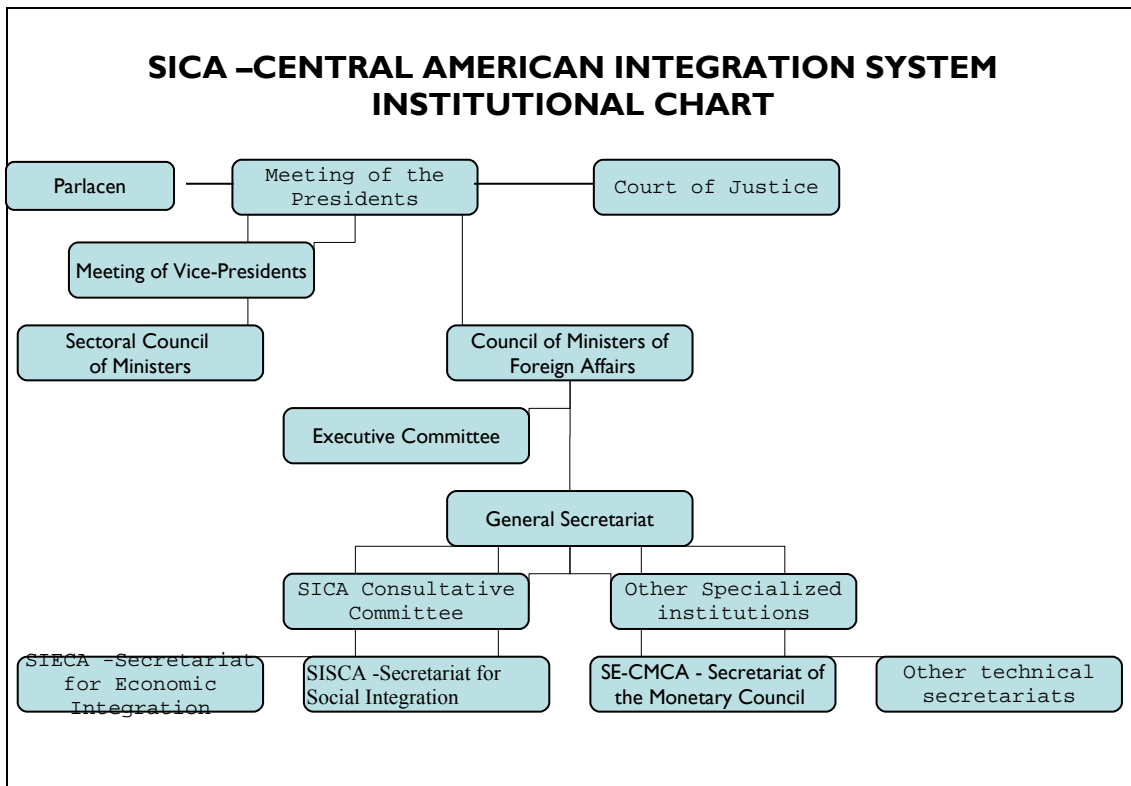 SICA –CENTRAL AMERICAN INTEGRATION SYSTEM
INSTITUTIONAL CHART
Parlacen
Meeting of the
Presidents
Court of Justice
Meeting of Vice-Presidents
Sectoral Council
of Ministers
Council of Ministers of
Foreign Affairs
Executive Committee
General Secretariat
SICA Consultative
Committee
Other Specialized
institutions
SIECA -Secretariat
for Economic
Integration
SISCA -Secretariat for
Social Integration
SE-CMCA - Secretariat of
the Monetary Council
Other technical
secretariats